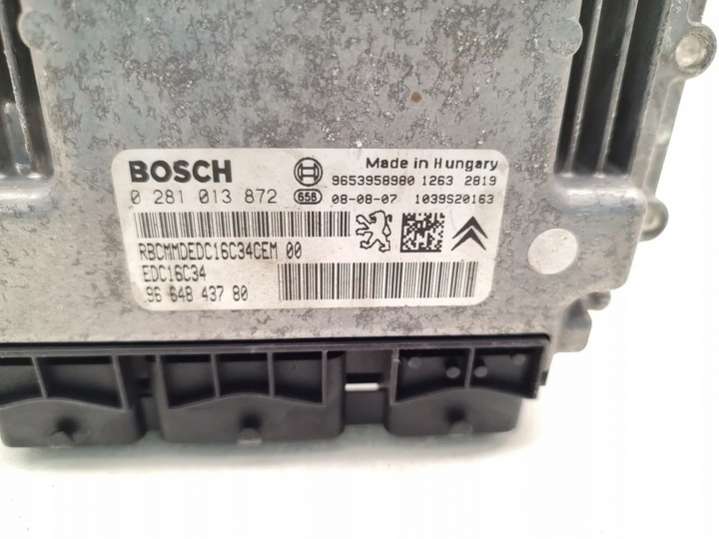 BOSCH Made in Hungary
9653958980 1263 2819
0 281 013 872 656 08-08-07 1039S20163
RBCMMDEDC16C34CEM 00
EDC16C34
96 648 437 80